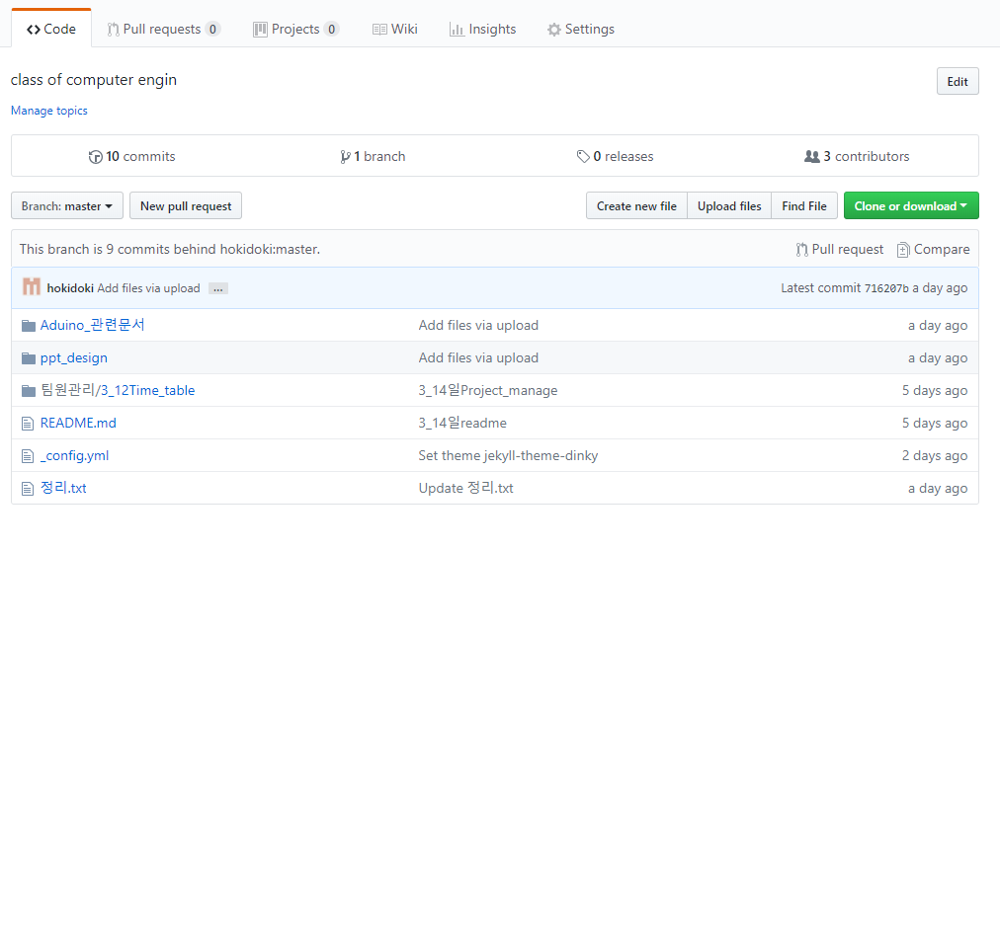 Code Pull requests 0 Projects 0 Wiki Insights Settings
class of computer engin Edit
Manage topics
10 commits 1 branch 0 releases 3 contributors
Branch: master New pull request Create new file Upload files Find File Clone or download
This branch is 9 commits behind hokidoki:master. Pull request Compare
hokidoki Add files via upload ... Latest commit 716207b a day ago
Aduino_관련문서 Add files via upload a day ago
ppt_design Add files via upload a day ago
팀원관리/3_12Time_table 3_14일Project_manage 5 days ago
README.md 3_14일readme 5 days ago
_config.yml Set theme jekyll-theme-dinky 2 days ago
정리.txt Update 정리.txt a day ago